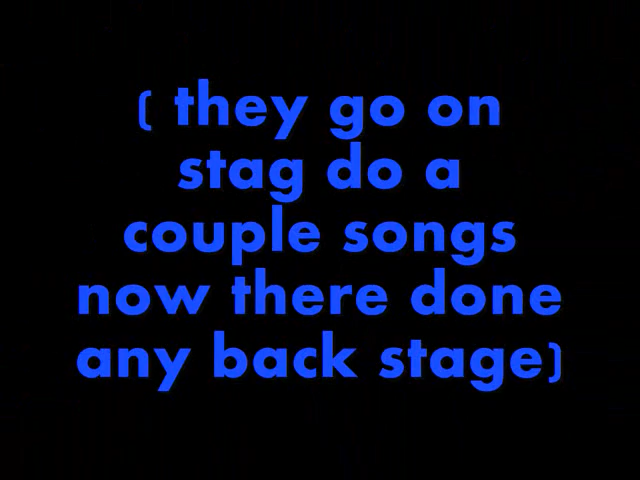 ( they go on
stag do a
couple songs
now there done
any back stage)